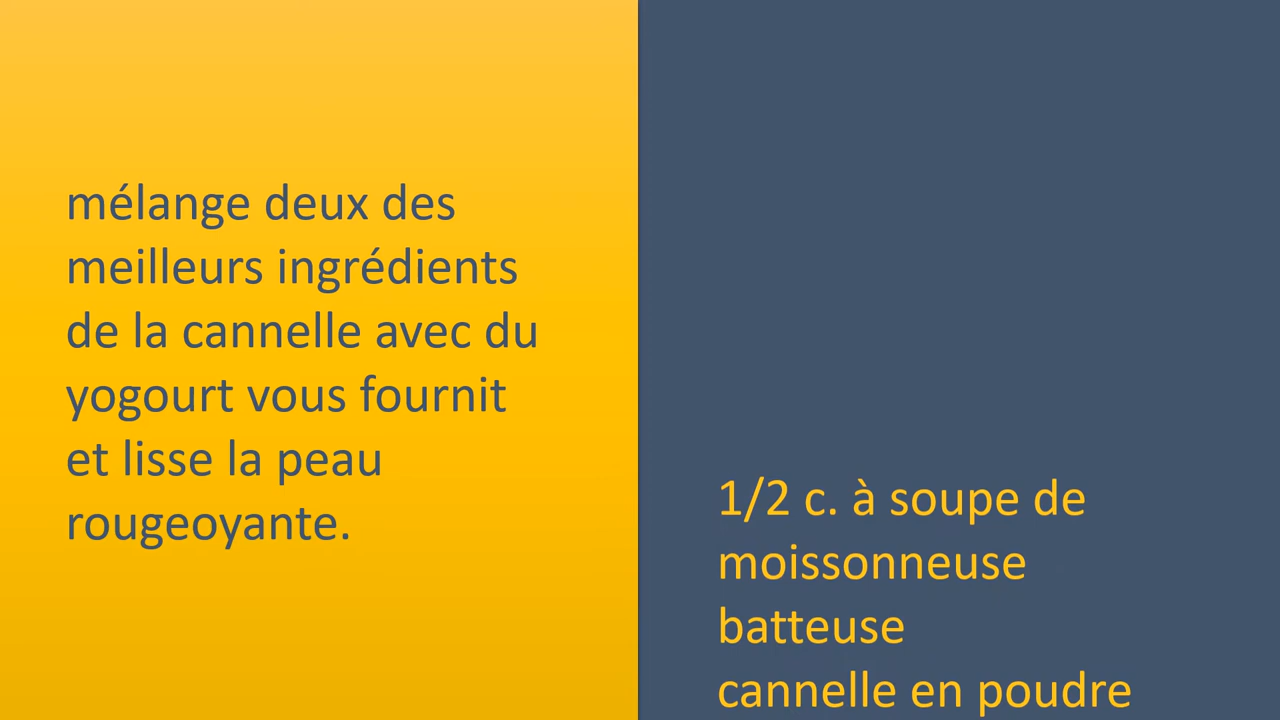 mélange deux des
meilleurs ingrédients
de la cannelle avec du
yogourt vous fournit
et lisse la peau
rougeoyante.
1/2 c. à soupe de
moissonneuse
batteuse
cannelle en poudre